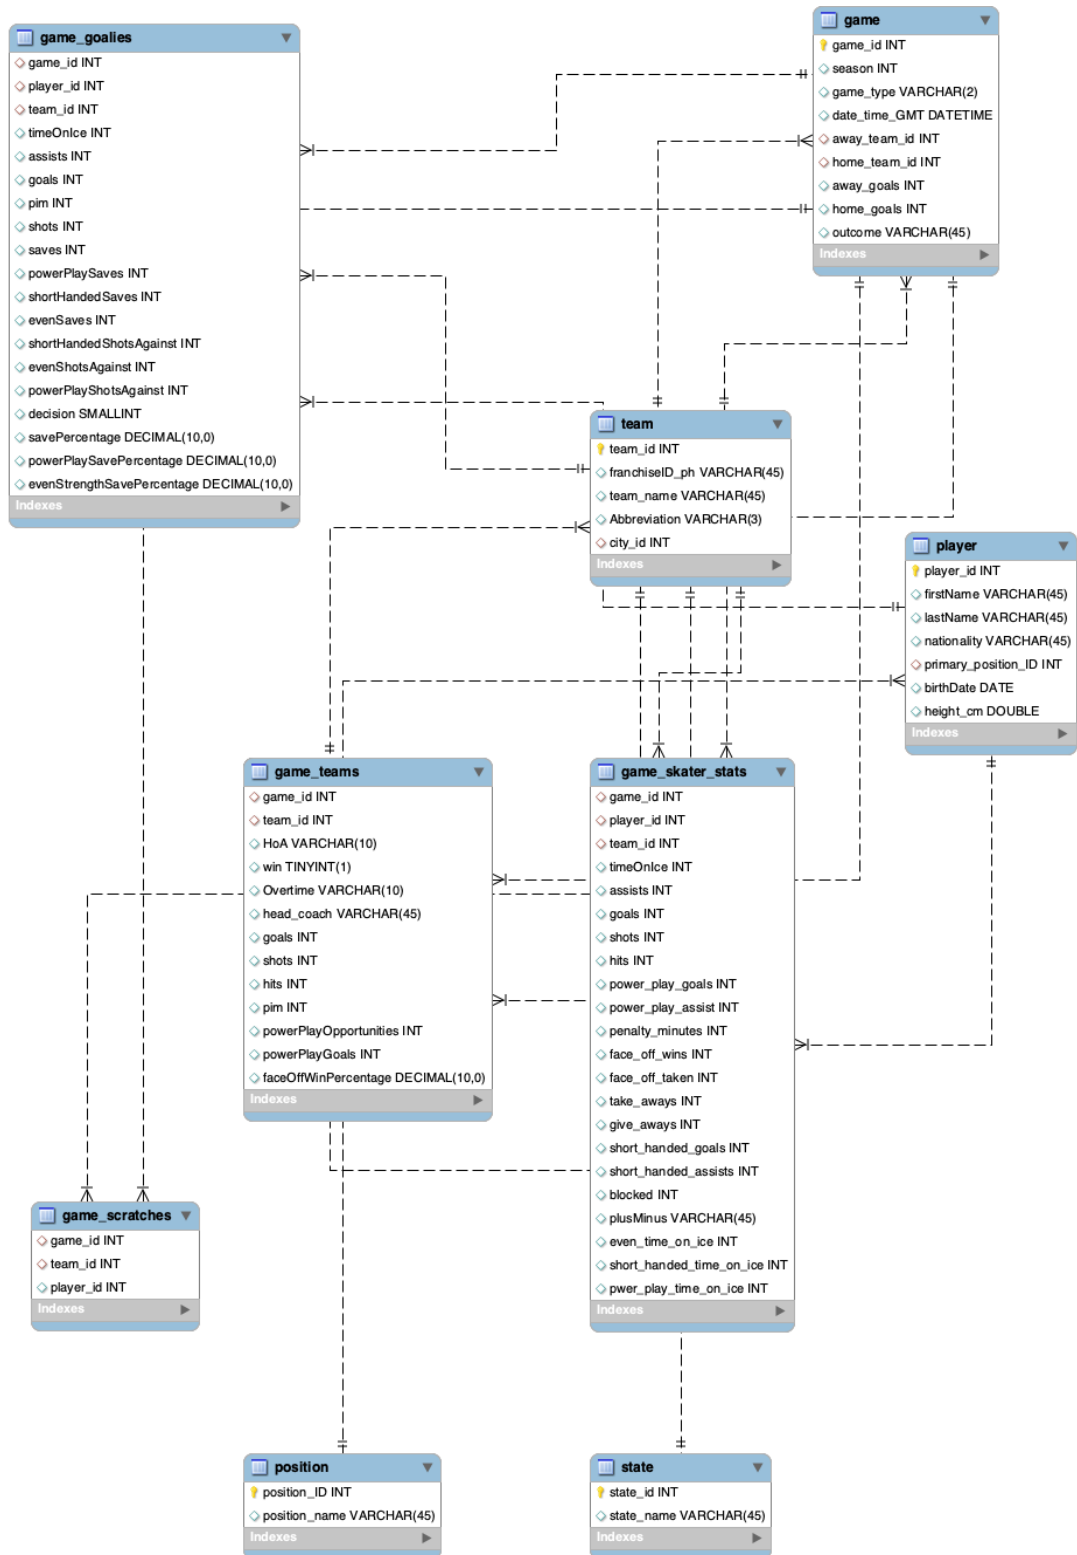 game_goalies
game_id INT
player_id INT
team_id INT
timeOnIce INT
assists INT
goals INT
pim INT
shots INT
saves INT
powerPlaySaves INT
shortHandedSaves INT
evenSaves INT
shortHandedShotsAgainst INT
evenShotsAgainst INT
powerPlayShotsAgainst INT
decision SMALLINT
savePercentage DECIMAL(10,0)
powerPlaySavePercentage DECIMAL(10,0)
evenStrengthSavePercentage DECIMAL(10,0)
Indexes
game
game_id INT
season INT
game_type VARCHAR(2)
date_time_GMT DATETIME
away_team_id INT
home_team_id INT
away_goals INT
home_goals INT
outcome VARCHAR(45)
Indexes
team
team_id INT
franchiseID_ph VARCHAR(45)
team_name VARCHAR(45)
Abbreviation VARCHAR(3)
city_id INT
Indexes
player
player_id INT
firstName VARCHAR(45)
lastName VARCHAR(45)
nationality VARCHAR(45)
primary_position_ID INT
birthDate DATE
height_cm DOUBLE
Indexes
game_teams
game_id INT
team_id INT
HoA VARCHAR(10)
win TINYINT(1)
Overtime VARCHAR(10)
head_coach VARCHAR(45)
goals INT
shots INT
hits INT
pim INT
powerPlayOpportunities INT
powerPlayGoals INT
faceOffWinPercentage DECIMAL(10,0)
Indexes
game_skater_stats
game_id INT
player_id INT
team_id INT
timeOnIce INT
assists INT
goals INT
shots INT
hits INT
power_play_goals INT
power_play_assist INT
penalty_minutes INT
face_off_wins INT
face_off_taken INT
take_aways INT
give_aways INT
short_handed_goals INT
short_handed_assists INT
blocked INT
plusMinus VARCHAR(45)
even_time_on_ice INT
short_handed_time_on_ice INT
pwer_play_time_on_ice INT
Indexes
game_scratches
game_id INT
team_id INT
player_id INT
Indexes
position
position_ID INT
position_name VARCHAR(45)
Indexes
state
state_id INT
state_name VARCHAR(45)
Indexes